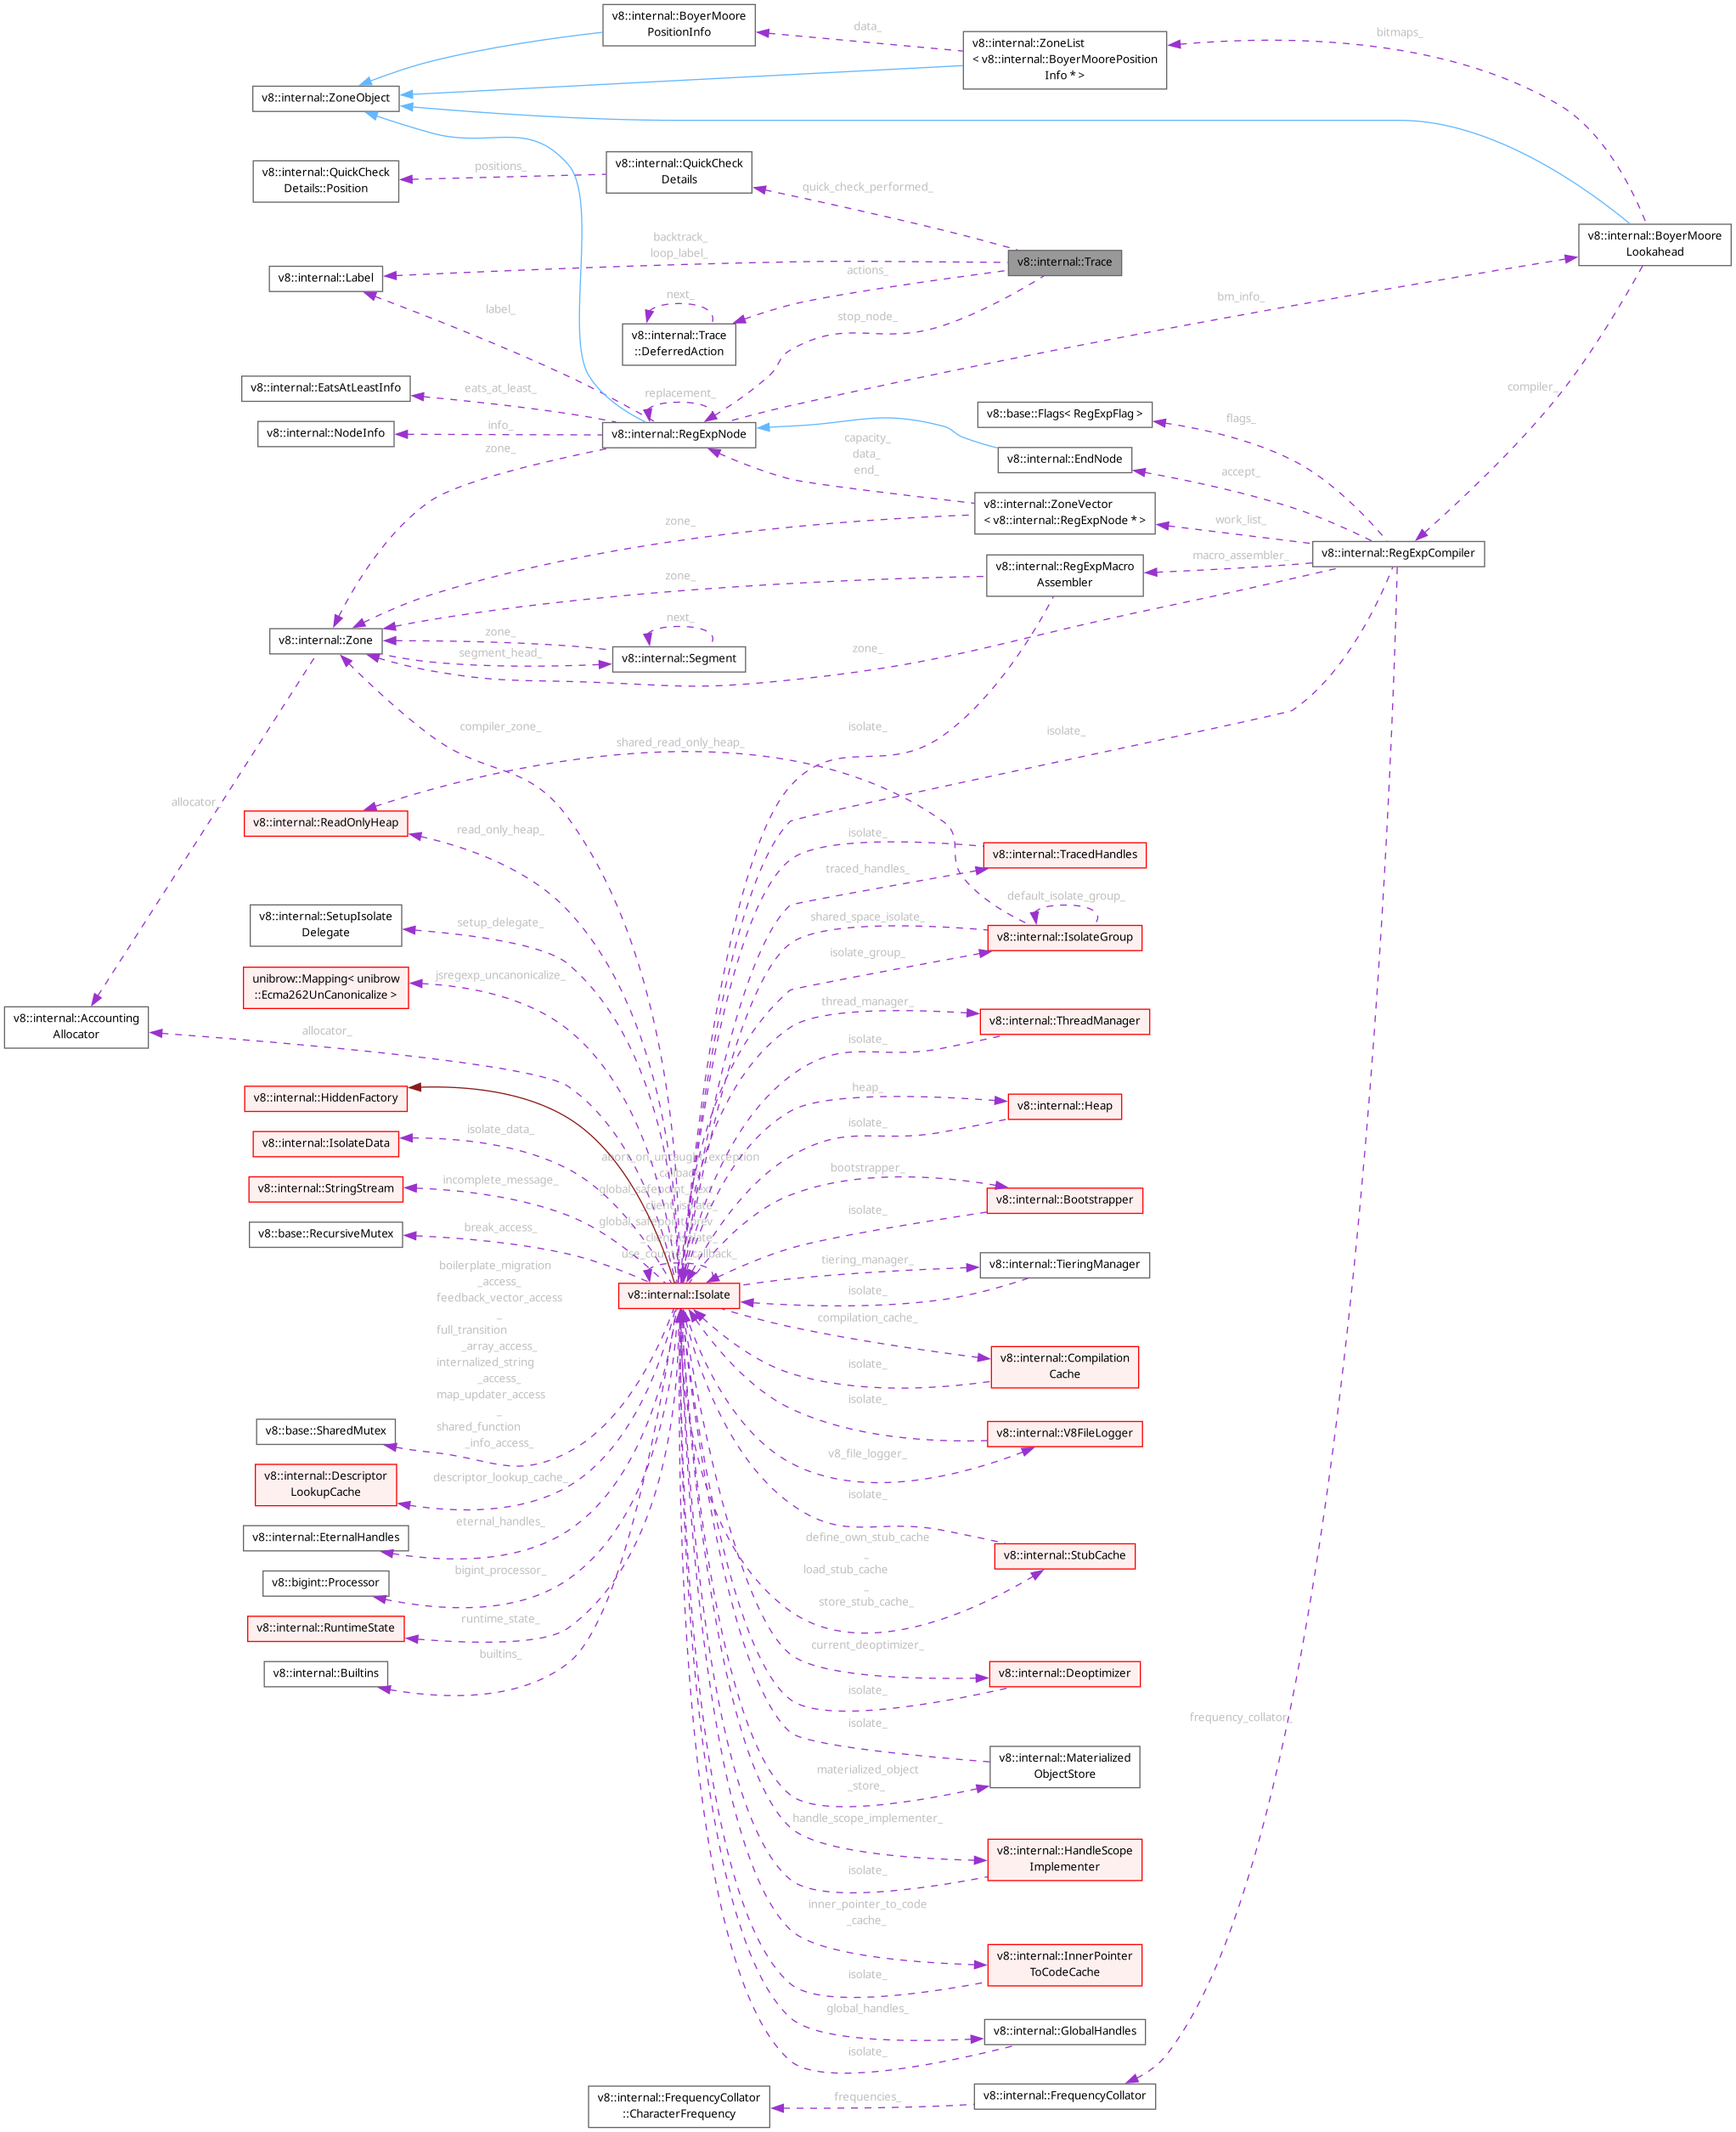 v8::internal::BoyerMoore
PositionInfo
data_
v8::internal::ZoneList
< v8::internal::BoyerMoorePosition
Info * >
bitmaps_
v8::internal::ZoneObject
v8::internal::QuickCheck
Details::Position
positions_
v8::internal::QuickCheck
Details
quick_check_performed_
v8::internal::BoyerMoore
Lookahead
backtrack_
loop_label_
v8::internal::Trace
v8::internal::Label
actions_
next_
v8::internal::Trace
::DeferredAction
bm_info_
label_
stop_node_
v8::internal::EatsAtLeastInfo
eats_at_least_
replacement_
compiler_
v8::base::Flags< RegExpFlag >
flags_
v8::internal::NodeInfo
info_
v8::internal::RegExpNode
zone_
capacity_
data_
end_
v8::internal::EndNode
accept_
v8::internal::ZoneVector
< v8::internal::RegExpNode * >
work_list_
zone_
v8::internal::RegExpCompiler
macro_assembler_
v8::internal::RegExpMacro
Assembler
zone_
v8::internal::Zone
zone_
segment_head_
next_
v8::internal::Segment
zone_
compiler_zone_
isolate_
isolate_
shared_read_only_heap_
allocator_
v8::internal::ReadOnlyHeap
read_only_heap_
isolate_
v8::internal::TracedHandles
traced_handles_
default_isolate_group_
v8::internal::SetupIsolate
Delegate
setup_delegate_
shared_space_isolate_
v8::internal::IsolateGroup
isolate_group_
unibrow::Mapping< unibrow
::Ecma262UnCanonicalize >
jsregexp_uncanonicalize_
thread_manager_
v8::internal::ThreadManager
v8::internal::Accounting
Allocator
allocator_
isolate_
v8::internal::HiddenFactory
heap_
v8::internal::Heap
v8::internal::IsolateData
isolate_data_
isolate_
abort_on_uncaught_exception
_callback_
global_safepoint_next
_client_isolate_
global_safepoint_prev
_client_isolate_
use_counter_callback_
v8::internal::StringStream
incomplete_message_
bootstrapper_
v8::internal::Bootstrapper
isolate_
v8::base::RecursiveMutex
break_access_
tiering_manager_
v8::internal::TieringManager
isolate_
v8::internal::Isolate
boilerplate_migration
_access_
feedback_vector_access
_
full_transition
_array_access_
internalized_string
_access_
map_updater_access
_
shared_function
_info_access_
compilation_cache_
v8::internal::Compilation
Cache
isolate_
isolate_
v8::base::SharedMutex
v8::internal::V8FileLogger
v8_file_logger_
v8::internal::Descriptor
LookupCache
descriptor_lookup_cache_
isolate_
v8::internal::EternalHandles
eternal_handles_
define_own_stub_cache
_
load_stub_cache
_
store_stub_cache_
v8::internal::StubCache
v8::bigint::Processor
bigint_processor_
v8::internal::RuntimeState
runtime_state_
current_deoptimizer_
v8::internal::Deoptimizer
v8::internal::Builtins
builtins_
isolate_
isolate_
frequency_collator_
v8::internal::Materialized
ObjectStore
materialized_object
_store_
handle_scope_implementer_
v8::internal::HandleScope
Implementer
isolate_
inner_pointer_to_code
_cache_
v8::internal::InnerPointer
ToCodeCache
isolate_
global_handles_
v8::internal::GlobalHandles
isolate_
v8::internal::FrequencyCollator
::CharacterFrequency
frequencies_
v8::internal::FrequencyCollator